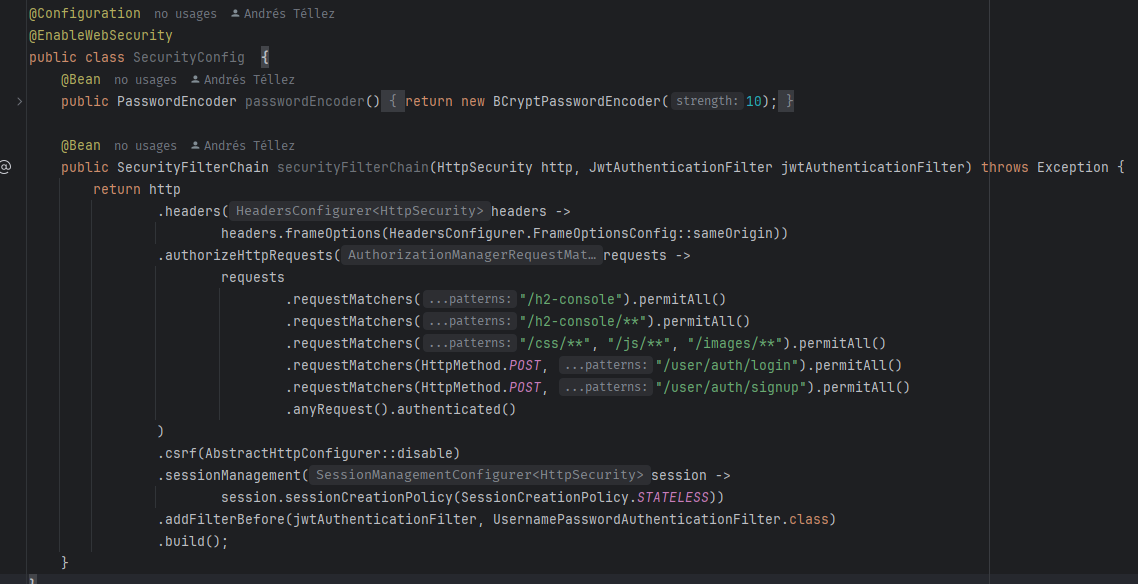 @Configuration no usages Andrés Téllez
@EnableWebSecurity
public class SecurityConfig {
@Bean no usages Andrés Téllez
public PasswordEncoder passwordEncoder() { return new BCryptPasswordEncoder( strength: 10); }
@Bean no usages Andrés Téllez
public SecurityFilterChain securityFilterChain(HttpSecurity http, JwtAuthenticationFilter jwtAuthenticationFilter) throws Exception {
return http
.headers( HeadersConfigurer<HttpSecurity> headers ->
headers.frameOptions(HeadersConfigurer.FrameOptionsConfig::sameOrigin))
.authorizeHttpRequests( AuthorizationManagerRequestMat… requests ->
requests
.requestMatchers( ...patterns: "/h2-console").permitAll()
.requestMatchers( ...patterns: "/h2-console/**").permitAll()
.requestMatchers( ...patterns: "/css/**", "/js/**", "/images/**").permitAll()
.requestMatchers(HttpMethod.POST, ...patterns: "/user/auth/login").permitAll()
.requestMatchers(HttpMethod.POST, ...patterns: "/user/auth/signup").permitAll()
.anyRequest().authenticated()
)
.csrf(AbstractHttpConfigurer::disable)
.sessionManagement( SessionManagementConfigurer<HttpSecurity> session ->
session.sessionCreationPolicy(SessionCreationPolicy.STATELESS))
.addFilterBefore(jwtAuthenticationFilter, UsernamePasswordAuthenticationFilter.class)
.build();
}
}